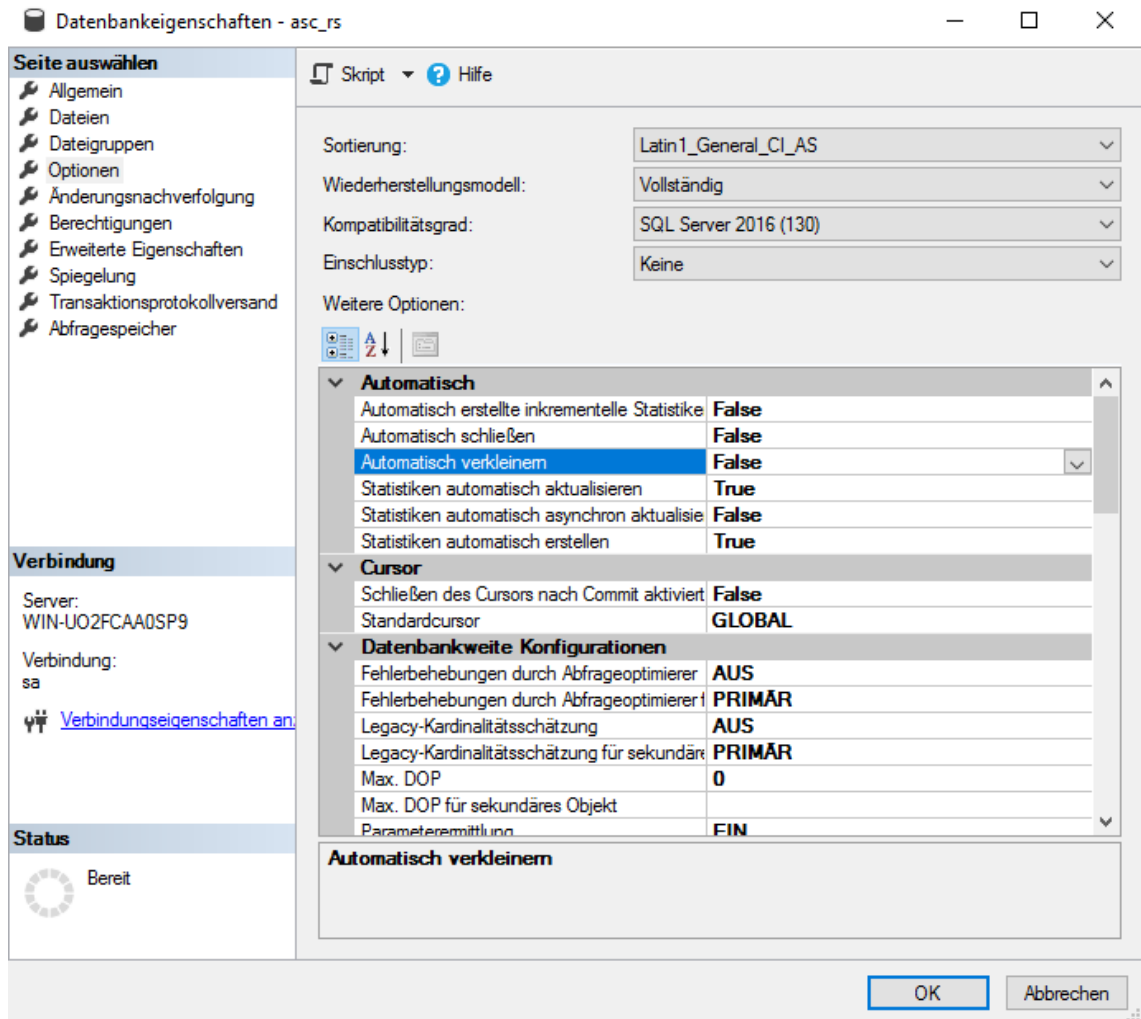 Datenbankeigenschaften - asc_rs
Seite auswählen
Allgemein
Dateien
Dateigruppen
Optionen
Änderungsnachverfolgung
Berechtigungen
Erweiterte Eigenschaften
Spiegelung
Transaktionsprotokollversand
Abfragespeicher
Verbindung
Server:
WIN-UO2FCAA0SP9
Verbindung:
sa
Verbindungseigenschaften an
Status
Bereit
Skript
Hilfe
Sortierung: Latin1_General_CI_AS
Wiederherstellungsmodell: Vollständig
Kompatibilitätsgrad: SQL Server 2016 (130)
Einschlusstyp: Keine
Weitere Optionen:
Automatisch
Automatisch erstellte inkrementelle Statistike False
Automatisch schließen False
Automatisch verkleinern False
Statistiken automatisch aktualisieren True
Statistiken automatisch asynchron aktualisie False
Statistiken automatisch erstellen True
Cursor
Schließen des Cursors nach Commit aktiviert False
Standardcursor GLOBAL
Datenbankweite Konfigurationen
Fehlerbehebungen durch Abfrageoptimierer AUS
Fehlerbehebungen durch Abfrageoptimierer f PRIMÄR
Legacy-Kardinalitätsschätzung AUS
Legacy-Kardinalitätsschätzung für sekundäre PRIMÄR
Max. DOP 0
Max. DOP für sekundäres Objekt
Parameterermittlung EIN
Automatisch verkleinern
OK
Abbrechen